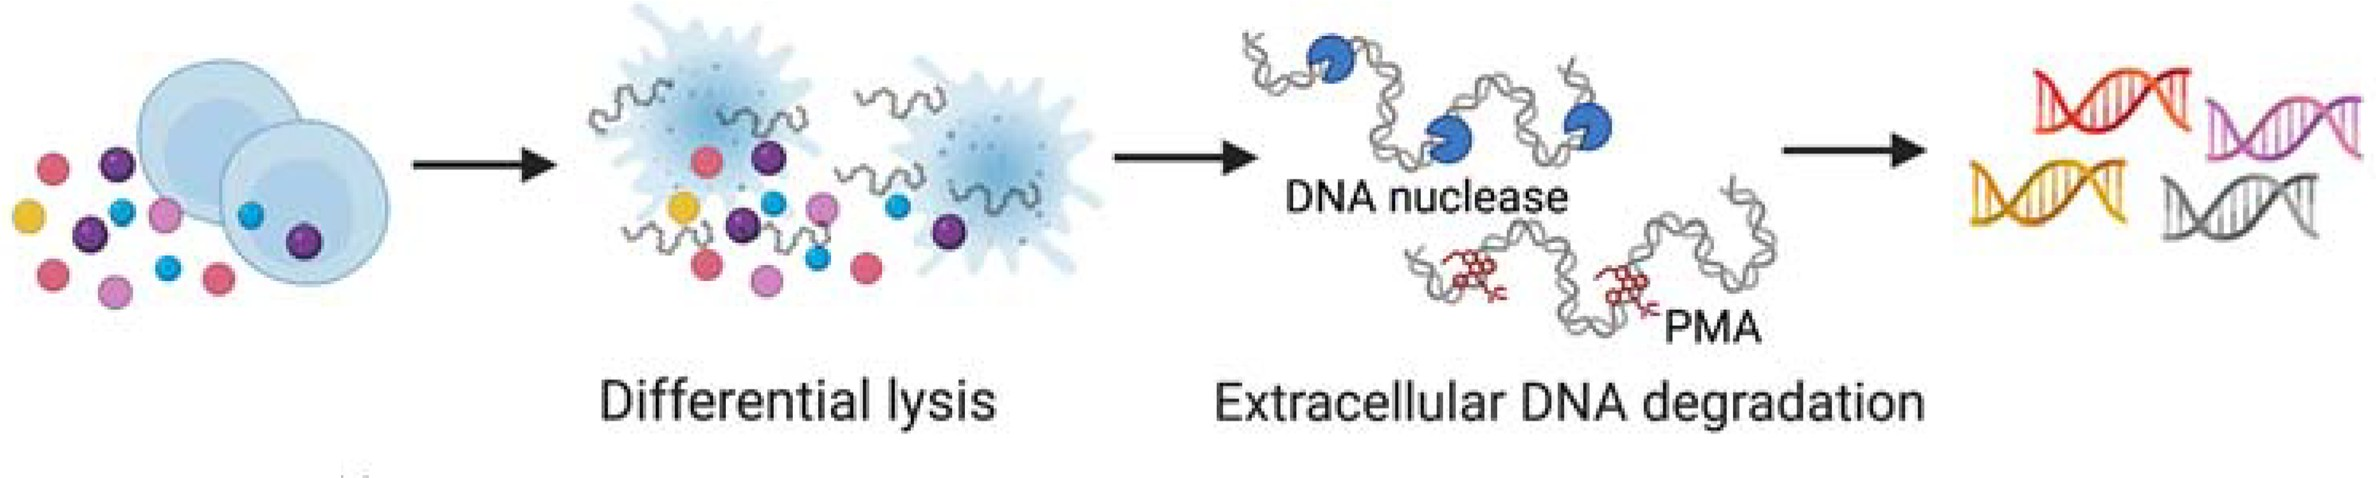 DNA nuclease
PMA
Differential lysis
Extracellular DNA degradation